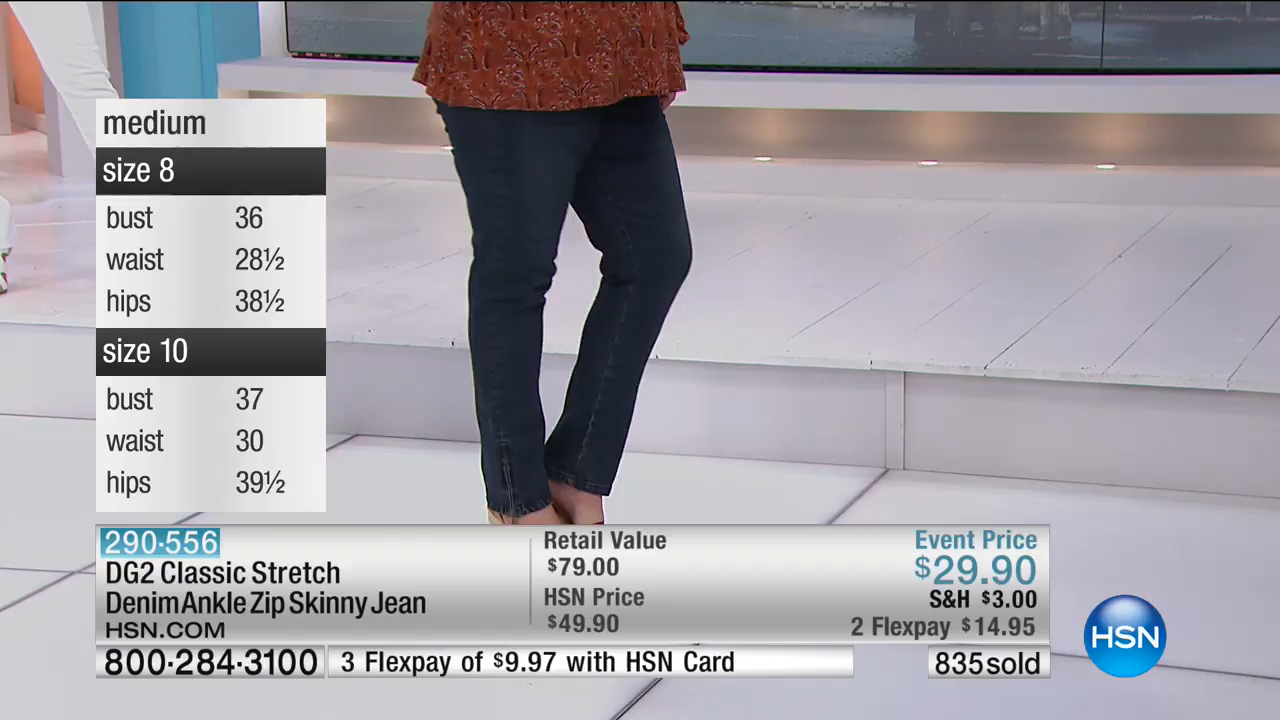 medium
size 8
bust 36
waist 28½
hips 38½
size 10
bust 37
waist 30
hips 39½
290-556
DG2 Classic Stretch
Denim Ankle Zip Skinny Jean
HSN.COM
Retail Value
$79.00
HSN Price
$49.90
Event Price
$29.90
S&H $3.00
2 Flexpay $14.95
800·284·3100
3 Flexpay of $9.97 with HSN Card
835 sold
HSN